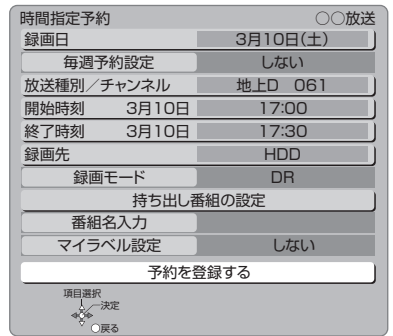 時間指定予約 ○○放送
録画日 3月10日(土)
毎週予約設定 しない
放送種別／チャンネル 地上D 061
開始時刻 3月10日 17:00
終了時刻 3月10日 17:30
録画先 HDD
録画モード DR
持ち出し番組の設定
番組名入力
マイラベル設定 しない
予約を登録する
項目選択
決定
戻る